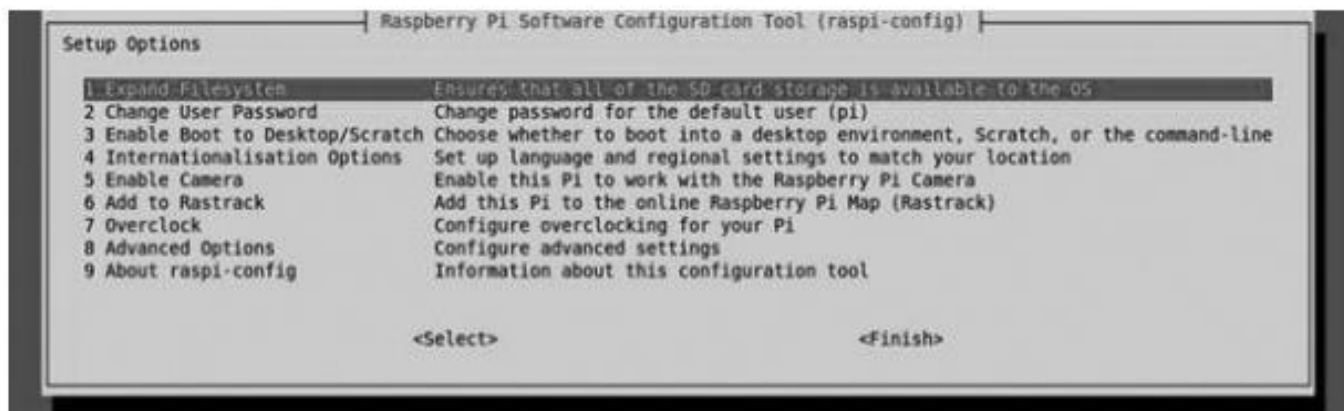 Raspberry Pi Software Configuration Tool (raspi-config)
Setup Options
1 Expand Filesystem Ensures that all of the SD card storage is available to the OS
2 Change User Password Change password for the default user (pi)
3 Enable Boot to Desktop/Scratch Choose whether to boot into a desktop environment, Scratch, or the command-line
4 Internationalisation Options Set up language and regional settings to match your location
5 Enable Camera Enable this Pi to work with the Raspberry Pi Camera
6 Add to Rastrack Add this Pi to the online Raspberry Pi Map (Rastrack)
7 Overclock Configure overclocking for your Pi
8 Advanced Options Configure advanced settings
9 About raspi-config Information about this configuration tool
<Select> <Finish>